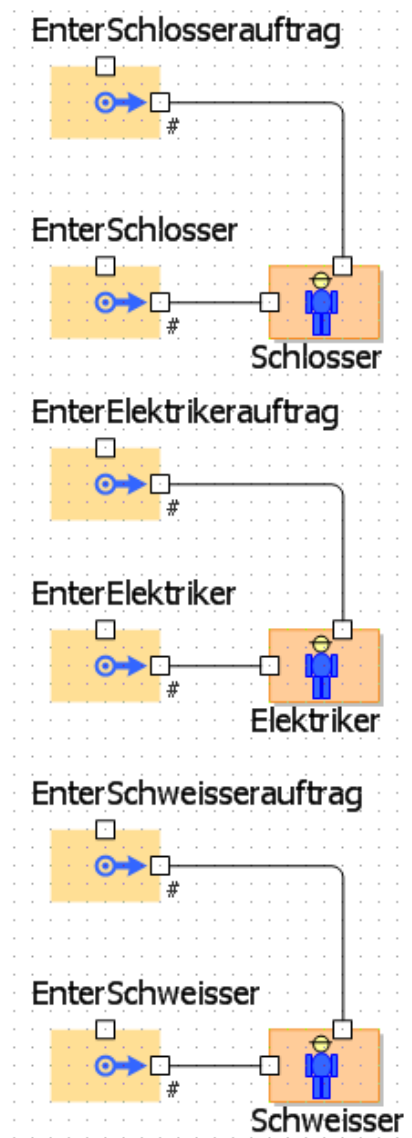 EnterSchlosserauftrag
#
EnterSchlosser
#
Schlosser
EnterElektrikerauftrag
#
EnterElektriker
#
Elektriker
EnterSchweisserauftrag
#
EnterSchweisser
#
Schweisser